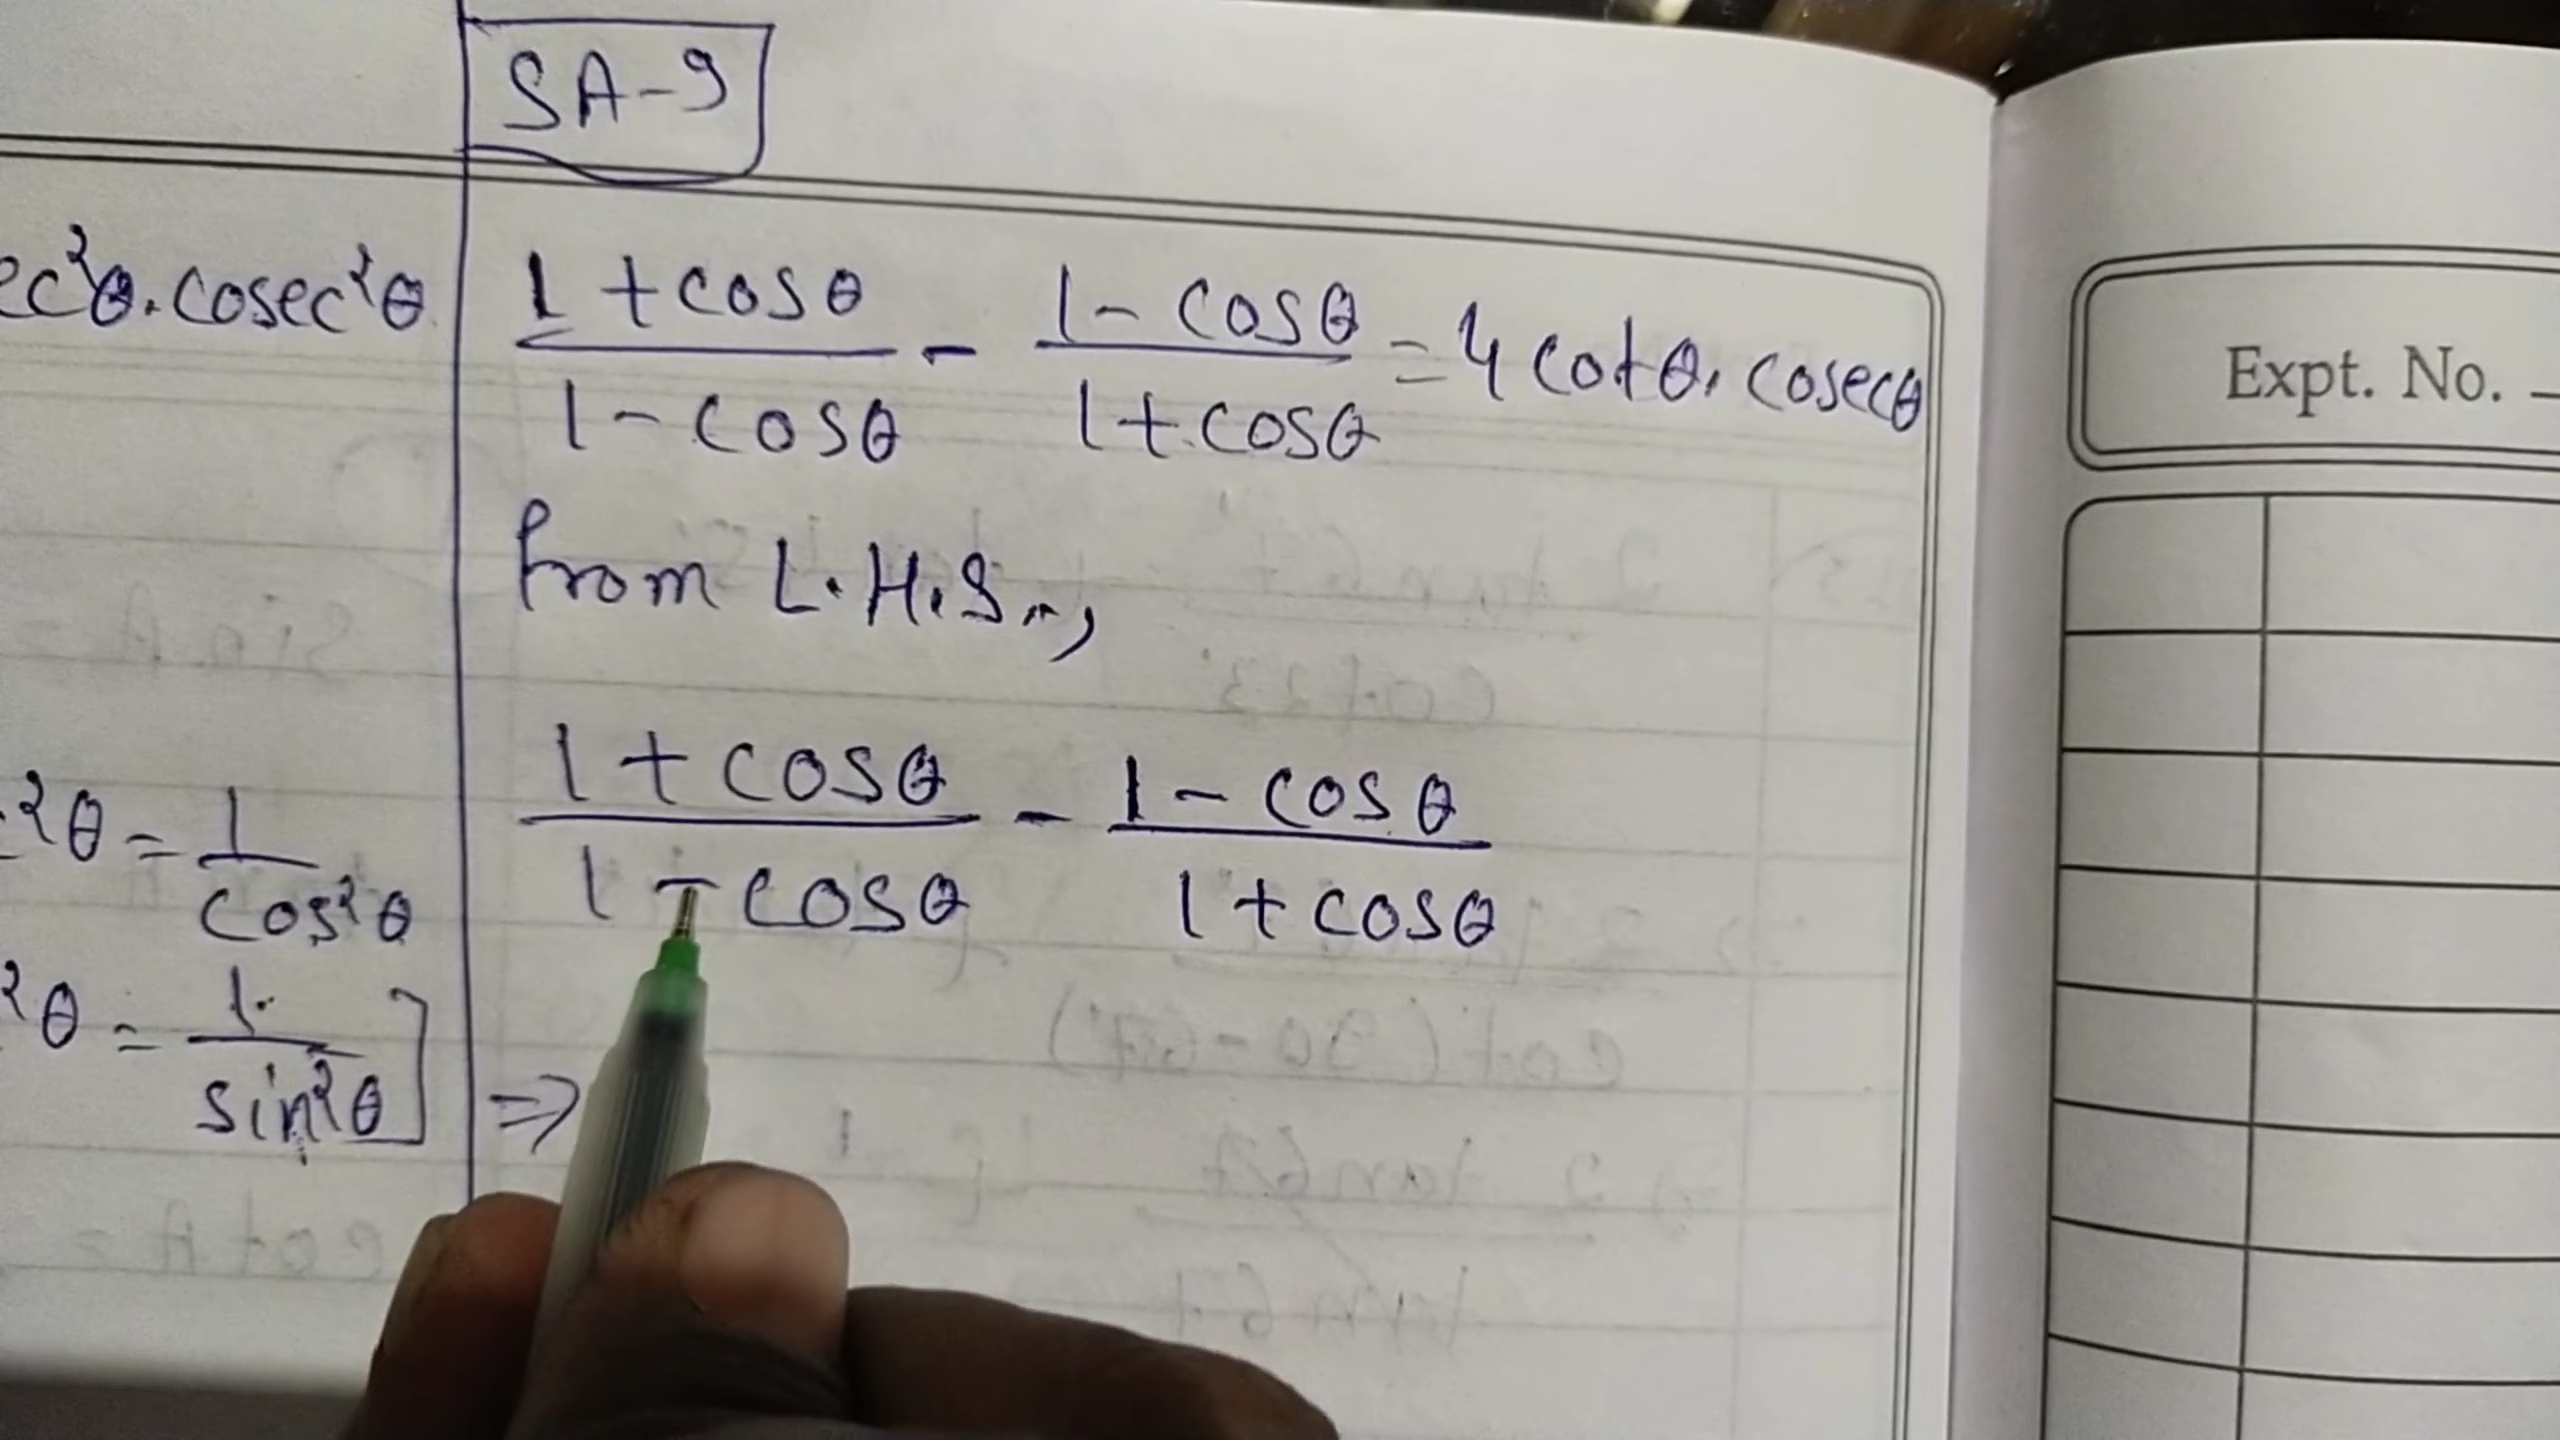 SA-9
ec²θ.cosec²θ
²θ = 1/cos²θ
²θ = 1/sin²θ]
(1 + cosθ)/(1 - cosθ) - (1 - cosθ)/(1 + cosθ) = 4 cotθ. cosecθ
from L.H.S.,
(1 + cosθ)/(1 - cosθ) - (1 - cosθ)/(1 + cosθ)
⇒
Expt. No.